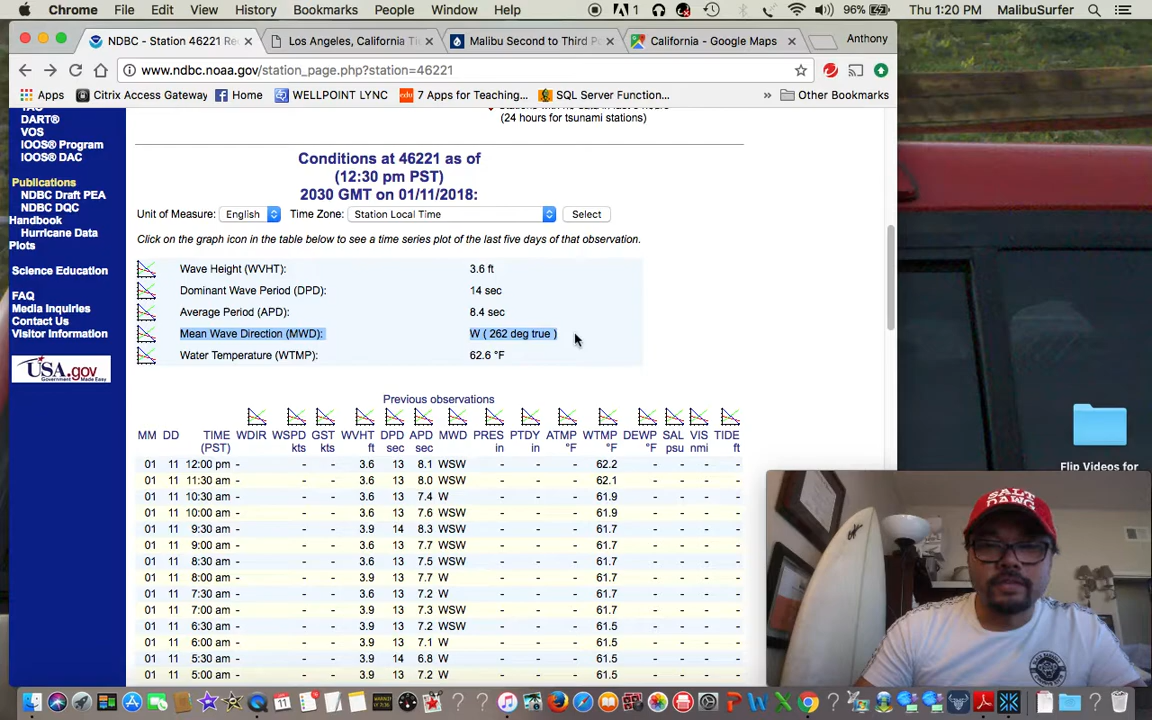 Chrome File Edit View History Bookmarks People Window Help 1 96% Thu 1:20 PM MalibuSurfer
NDBC - Station 46221 Re
Los Angeles, California Ti
Malibu Second to Third P
California - Google Maps
Anthony
www.ndbc.noaa.gov/station_page.php?station=46221
Apps Citrix Access Gateway Home WELLPOINT LYNC 7 Apps for Teaching... SQL Server Function... » Other Bookmarks
DART®
VOS
IOOS® Program
IOOS® DAC
Publications
NDBC Draft PEA
NDBC DQC
Handbook
Hurricane Data
Plots
Science Education
FAQ
Media Inquiries
Contact Us
Visitor Information
USA.gov
Government Made Easy
(24 hours for tsunami stations)
Conditions at 46221 as of
(12:30 pm PST)
2030 GMT on 01/11/2018:
Unit of Measure: English Time Zone: Station Local Time Select
Click on the graph icon in the table below to see a time series plot of the last five days of that observation.
Wave Height (WVHT): 3.6 ft
Dominant Wave Period (DPD): 14 sec
Average Period (APD): 8.4 sec
Mean Wave Direction (MWD): W ( 262 deg true )
Water Temperature (WTMP): 62.6 °F
Previous observations
MM DD TIME WDIR WSPD GST WVHT DPD APD MWD PRES PTDY ATMP WTMP DEWP SAL VIS TIDE
(PST) kts kts ft sec sec in in °F °F °F psu nmi ft
01 11 12:00 pm - - - 3.6 13 8.1 WSW - - - 62.2 - - - -
01 11 11:30 am - - - 3.6 13 8.0 WSW - - - 62.1 - - - -
01 11 10:30 am - - - 3.6 13 7.4 W - - - 61.9 - - - -
01 11 10:00 am - - - 3.6 13 7.6 WSW - - - 61.9 - - - -
01 11 9:30 am - - - 3.9 14 8.3 WSW - - - 61.7 - - - -
01 11 9:00 am - - - 3.6 13 7.7 WSW - - - 61.7 - - - -
01 11 8:30 am - - - 3.6 13 7.5 WSW - - - 61.7 - - - -
01 11 8:00 am - - - 3.9 13 7.7 W - - - 61.7 - - - -
01 11 7:30 am - - - 3.6 13 7.2 W - - - 61.7 - - - -
01 11 7:00 am - - - 3.9 13 7.3 WSW - - - 61.7 - - - -
01 11 6:30 am - - - 3.9 13 7.2 WSW - - - 61.7 - - - -
01 11 6:00 am - - - 3.9 13 7.1 W - - - 61.5 - - - -
01 11 5:30 am - - - 3.9 14 6.8 W - - - 61.5 - - - -
01 11 5:00 am - - - 3.6 13 7.2 W - - - 61.5 - - - -
Flip Videos for
SALT
DAWG